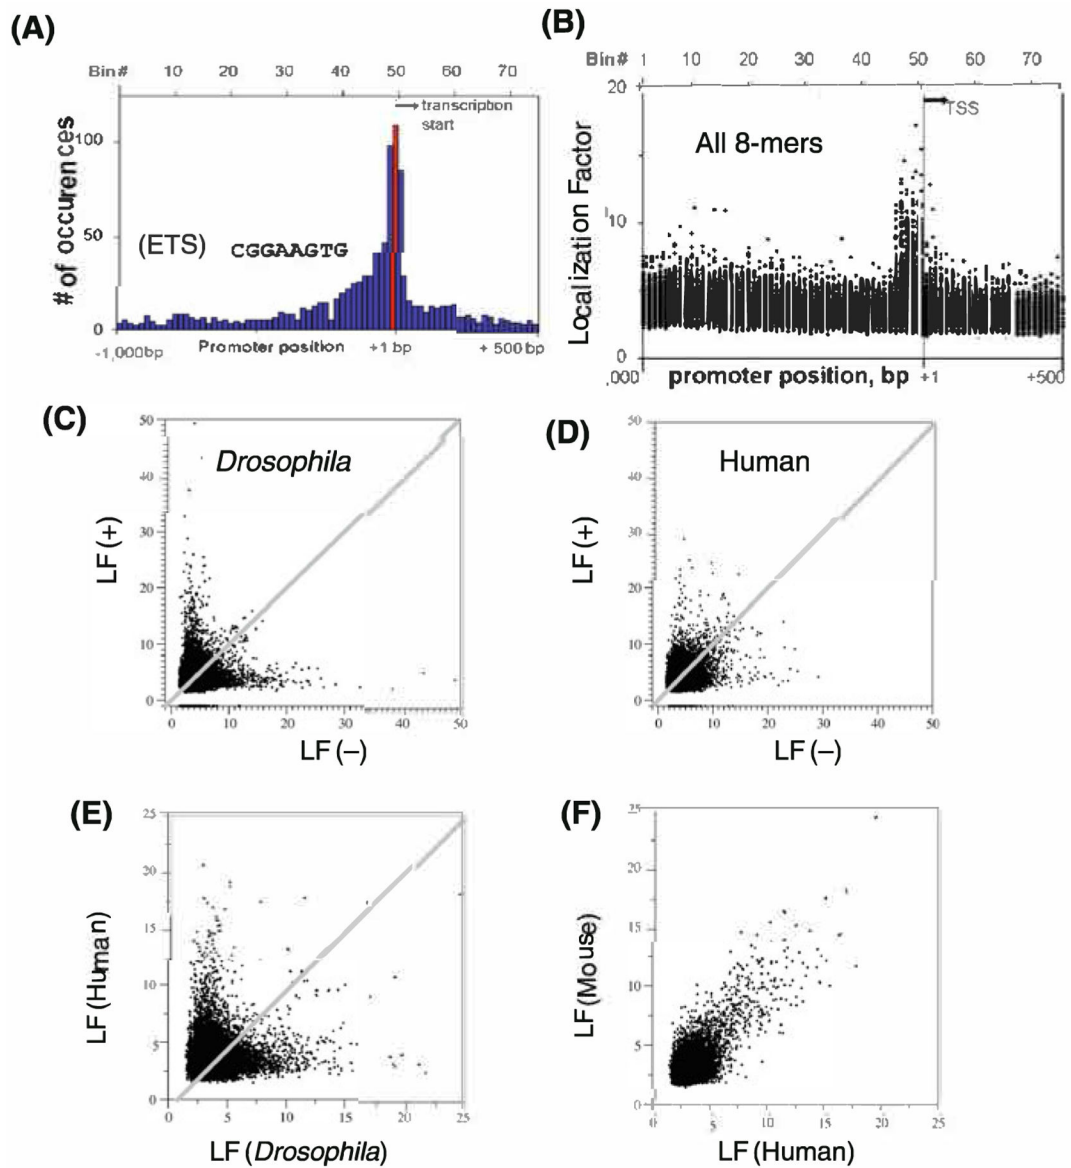 (A)
Bin# 10 20 30 40 50 60 70
transcription
start
# of occurences
100
50
0
(ETS) CGGAAGTG
-1,000bp Promoter position +1 bp + 500 bp
(B)
Bin# 1 10 20 30 40 50 60 70
TSS
All 8-mers
Localization Factor
20
10
0
,000 promoter position, bp +1 +500
(C)
Drosophila
LF (+)
50
40
30
20
10
0
0 10 20 30 40 50
LF (–)
(D)
Human
LF (+)
50
40
30
20
10
0
0 10 20 30 40 50
LF (–)
(E)
LF (Human)
25
20
15
10
5
0
0 5 10 15 20 25
LF (Drosophila)
(F)
LF (Mouse)
25
20
15
10
5
0
5 10 15 20 25
LF (Human)